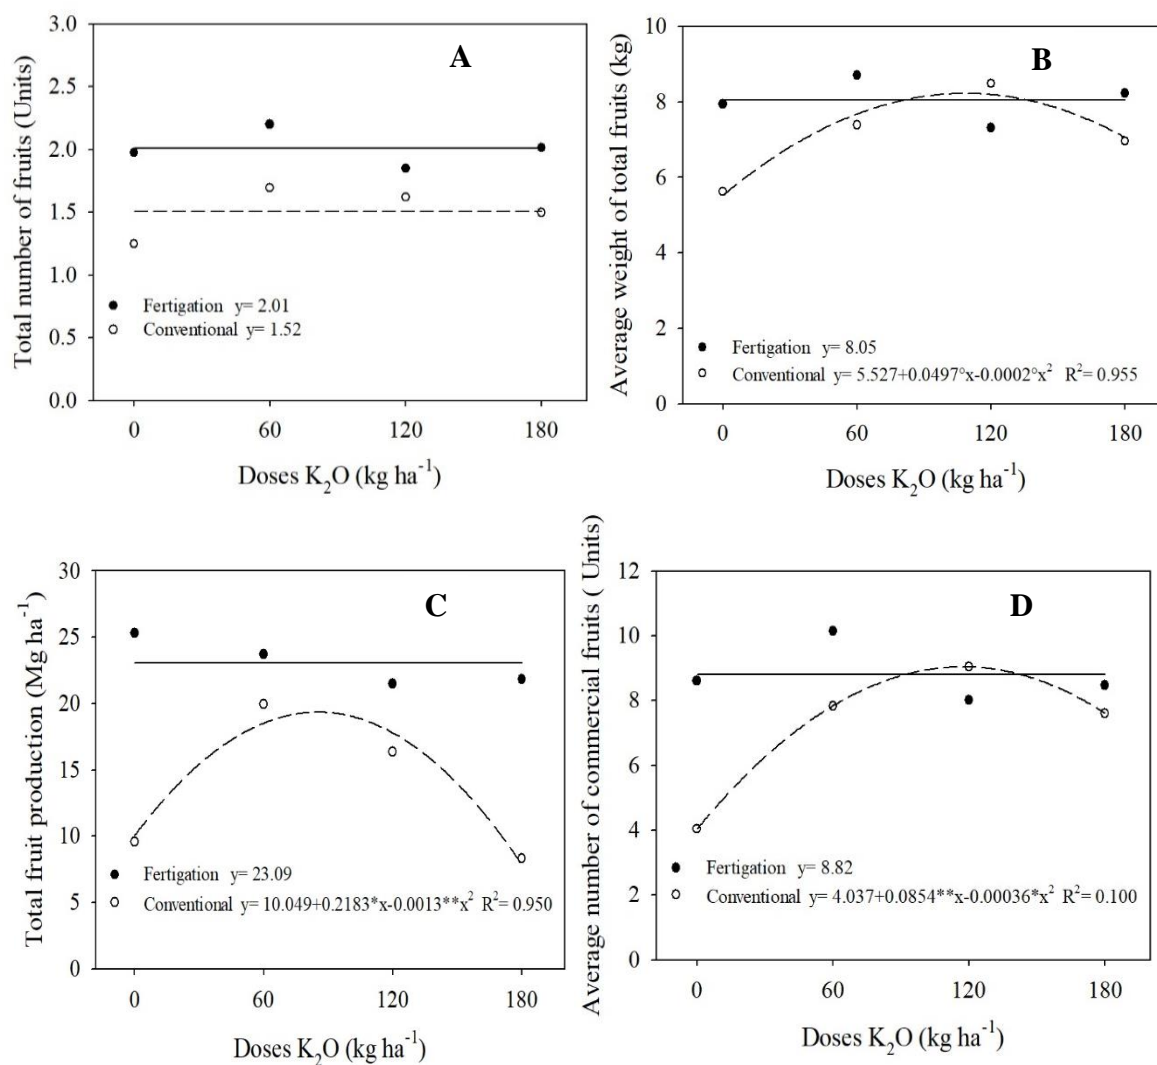 A
Total number of fruits (Units)
3.0
2.5
2.0
1.5
1.0
0.5
0.0
Fertigation y= 2.01
Conventional y= 1.52
0 60 120 180
Doses K₂O (kg ha⁻¹)
B
Average weight of total fruits (kg)
10
8
6
4
2
0
Fertigation y= 8.05
Conventional y= 5.527+0.0497°x-0.0002°x² R²= 0.955
0 60 120 180
Doses K₂O (kg ha⁻¹)
C
Total fruit production (Mg ha⁻¹)
30
25
20
15
10
5
0
Fertigation y= 23.09
Conventional y= 10.049+0.2183*x-0.0013**x² R²= 0.950
0 60 120 180
Doses K₂O (kg ha⁻¹)
D
Average number of commercial fruits ( Units)
12
10
8
6
4
2
0
Fertigation y= 8.82
Conventional y= 4.037+0.0854**x-0.00036*x² R²= 0.100
0 60 120 180
Doses K₂O (kg ha⁻¹)